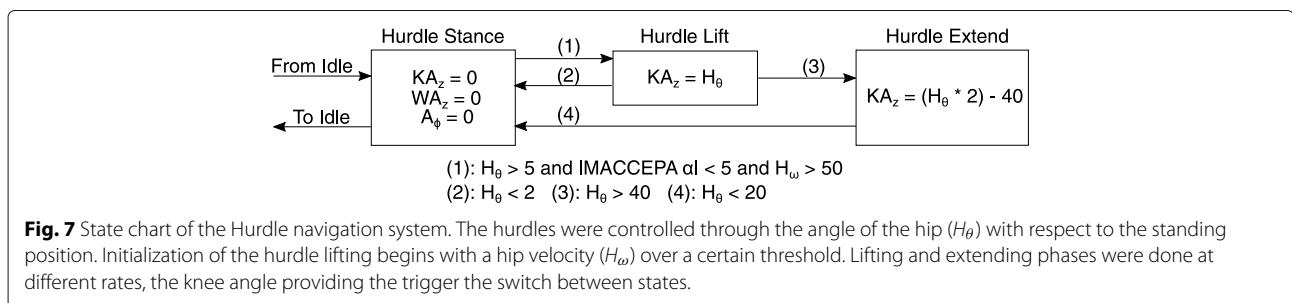 Hurdle Stance
Hurdle Lift
Hurdle Extend
From Idle
To Idle
KA_z = 0
WA_z = 0
A_ϕ = 0
(1)
(2)
KA_z = H_θ
(3)
(4)
KA_z = (H_θ * 2) - 40
(1): H_θ > 5 and |MACCEPA αl| < 5 and H_ω > 50
(2): H_θ < 2 (3): H_θ > 40 (4): H_θ < 20
Fig. 7 State chart of the Hurdle navigation system. The hurdles were controlled through the angle of the hip (H_θ) with respect to the standing
position. Initialization of the hurdle lifting begins with a hip velocity (H_ω) over a certain threshold. Lifting and extending phases were done at
different rates, the knee angle providing the trigger the switch between states.